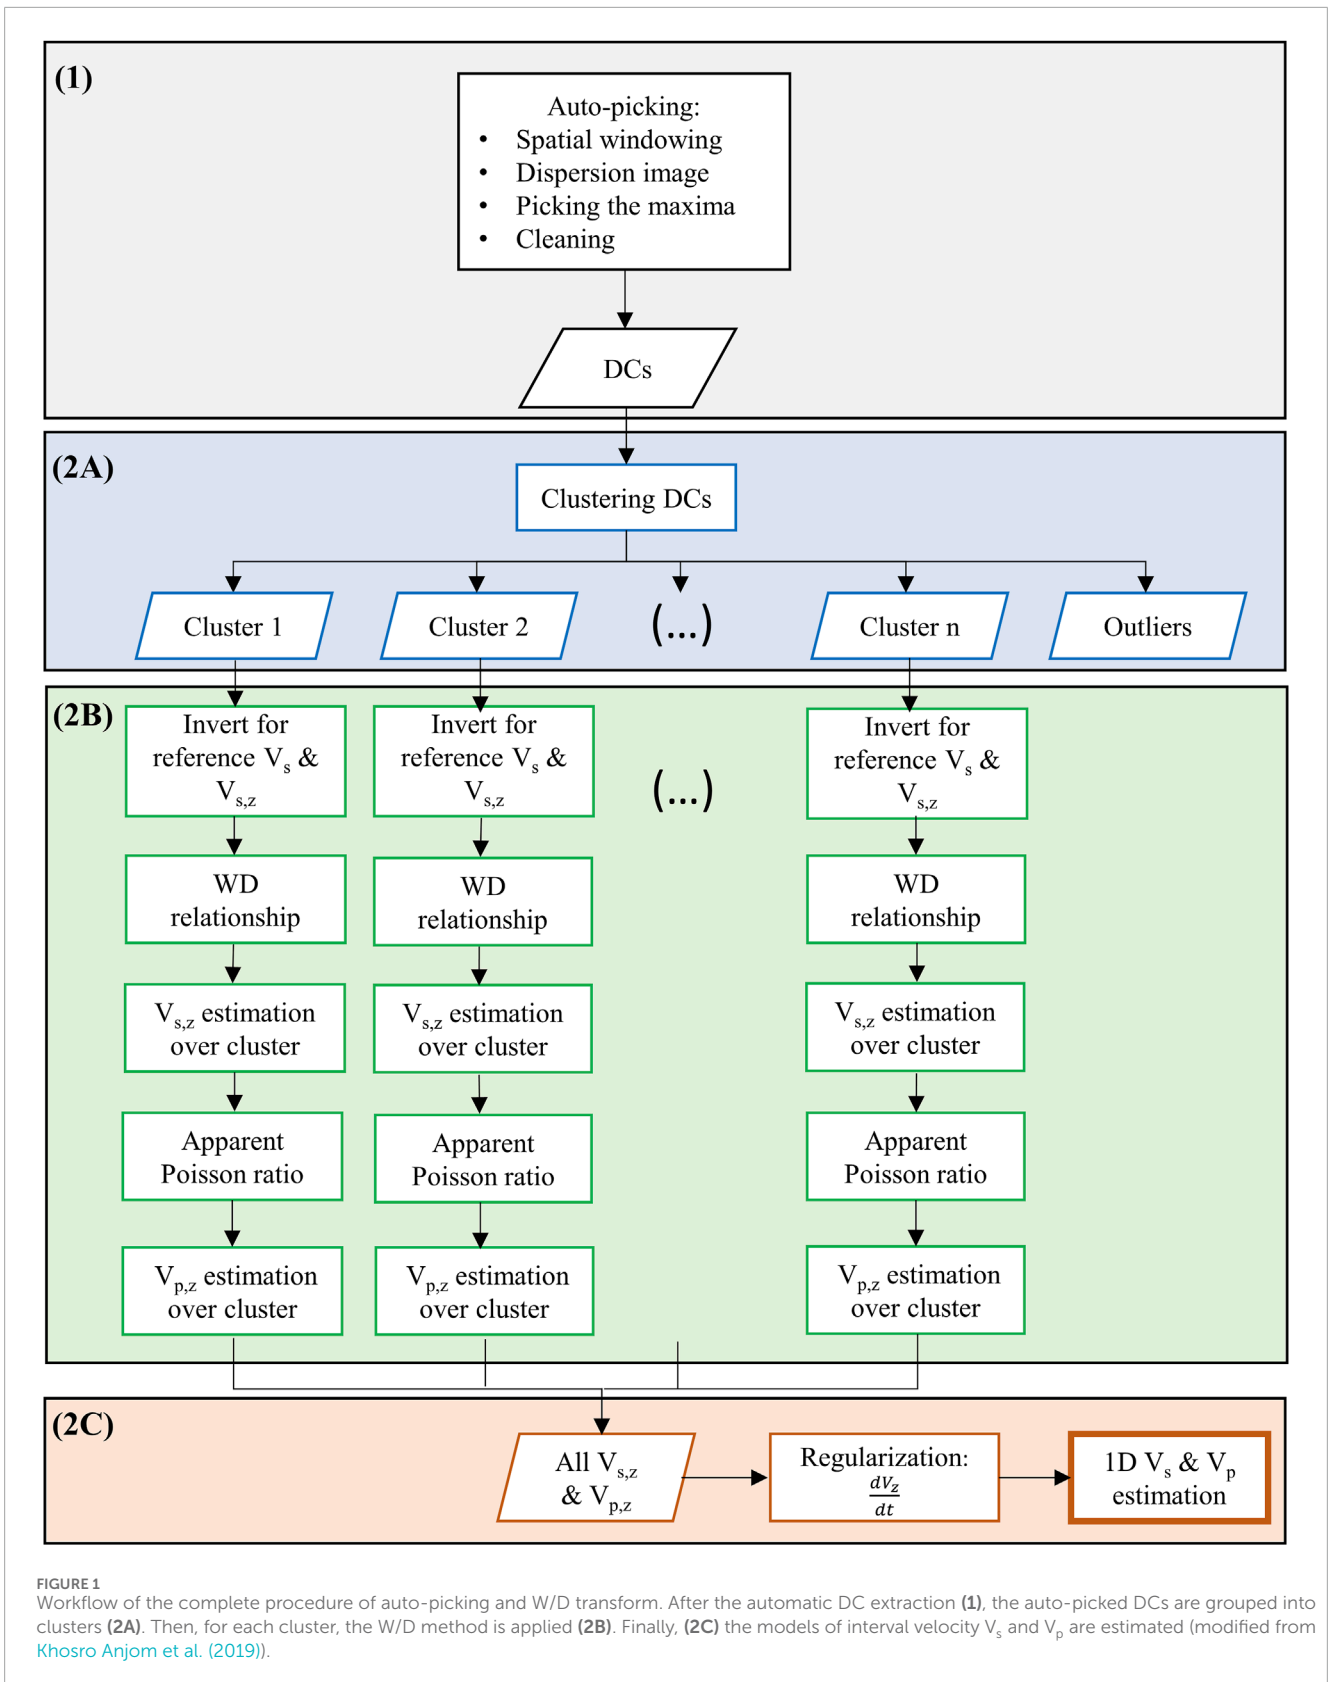 (1)
Auto-picking:
• Spatial windowing
• Dispersion image
• Picking the maxima
• Cleaning
DCs
(2A)
Clustering DCs
Cluster 1
Cluster 2
(...)
Cluster n
Outliers
(2B)
Invert for
reference Vs &
Vs,z
WD
relationship
Vs,z estimation
over cluster
Apparent
Poisson ratio
Vp,z estimation
over cluster
Invert for
reference Vs &
Vs,z
WD
relationship
Vs,z estimation
over cluster
Apparent
Poisson ratio
Vp,z estimation
over cluster
(...)
Invert for
reference Vs &
Vs,z
WD
relationship
Vs,z estimation
over cluster
Apparent
Poisson ratio
Vp,z estimation
over cluster
(2C)
All Vs,z
& Vp,z
Regularization:
dVz
dt
1D Vs & Vp
estimation
FIGURE 1
Workflow of the complete procedure of auto-picking and W/D transform. After the automatic DC extraction (1), the auto-picked DCs are grouped into
clusters (2A). Then, for each cluster, the W/D method is applied (2B). Finally, (2C) the models of interval velocity Vs and Vp are estimated (modified from
Khosro Anjom et al. (2019)).